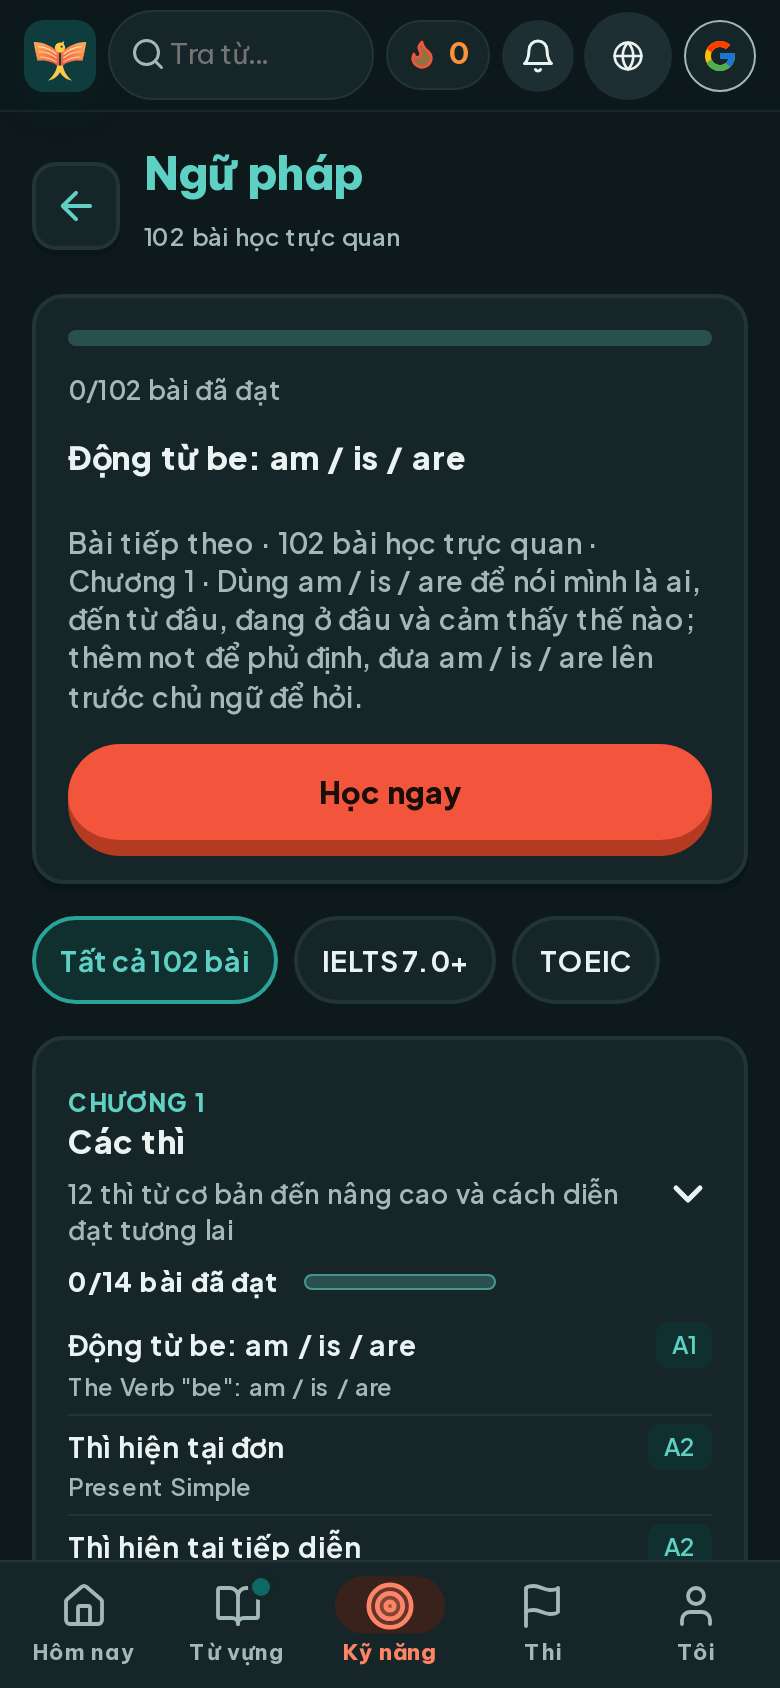 Tra từ...
0
Ngữ pháp
102 bài học trực quan
0/102 bài đã đạt
Động từ be: am / is / are
Bài tiếp theo · 102 bài học trực quan ·
Chương 1 · Dùng am / is / are để nói mình là ai,
đến từ đâu, đang ở đâu và cảm thấy thế nào;
thêm not để phủ định, đưa am / is / are lên
trước chủ ngữ để hỏi.
Học ngay
Tất cả 102 bài
IELTS 7.0+
TOEIC
CHƯƠNG 1
Các thì
12 thì từ cơ bản đến nâng cao và cách diễn
đạt tương lai
0/14 bài đã đạt
Động từ be: am / is / are
A1
The Verb "be": am / is / are
Thì hiện tại đơn
A2
Present Simple
Thì hiện tại tiếp diễn
A2
Hôm nay
Từ vựng
Kỹ năng
Thi
Tôi